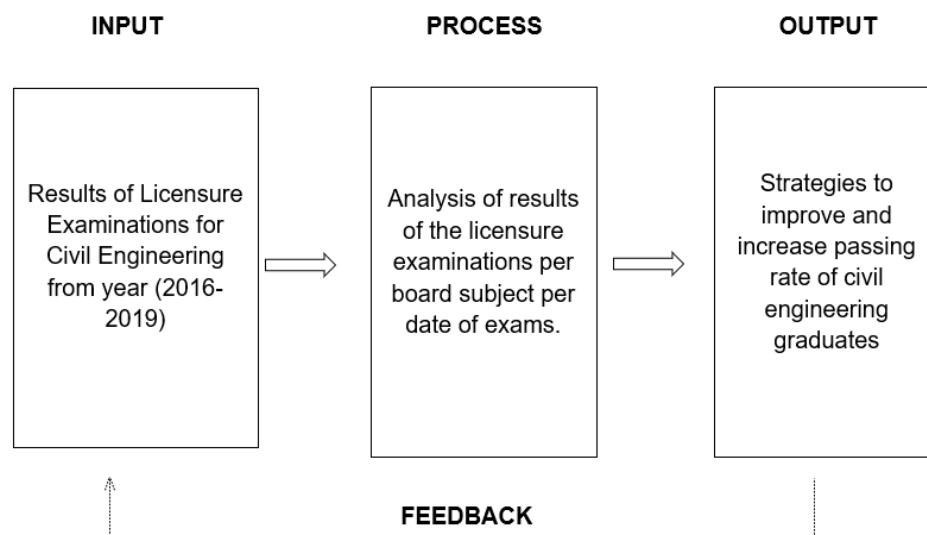 INPUT
PROCESS
OUTPUT
Results of Licensure
Examinations for
Civil Engineering
from year (2016-
2019)
Analysis of results
of the licensure
examinations per
board subject per
date of exams.
Strategies to
improve and
increase passing
rate of civil
engineering
graduates
FEEDBACK